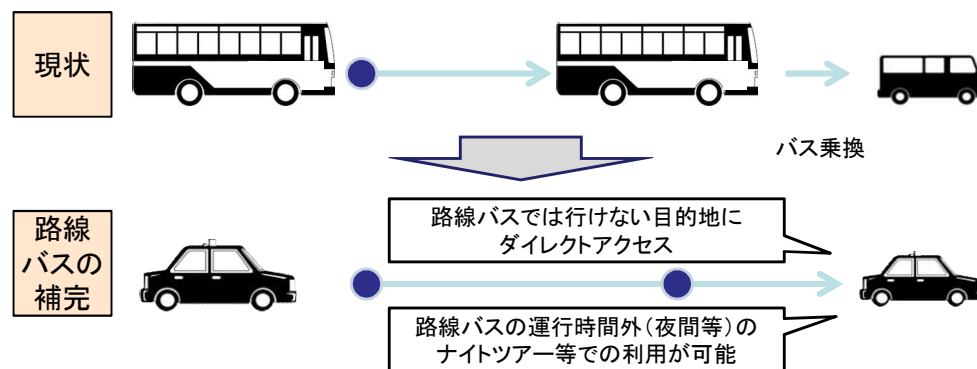 現状
バス乗換
路線
バスの
補完
路線バスでは行けない目的地に
ダイレクトアクセス
路線バスの運行時間外（夜間等）の
ナイトツアー等での利用が可能